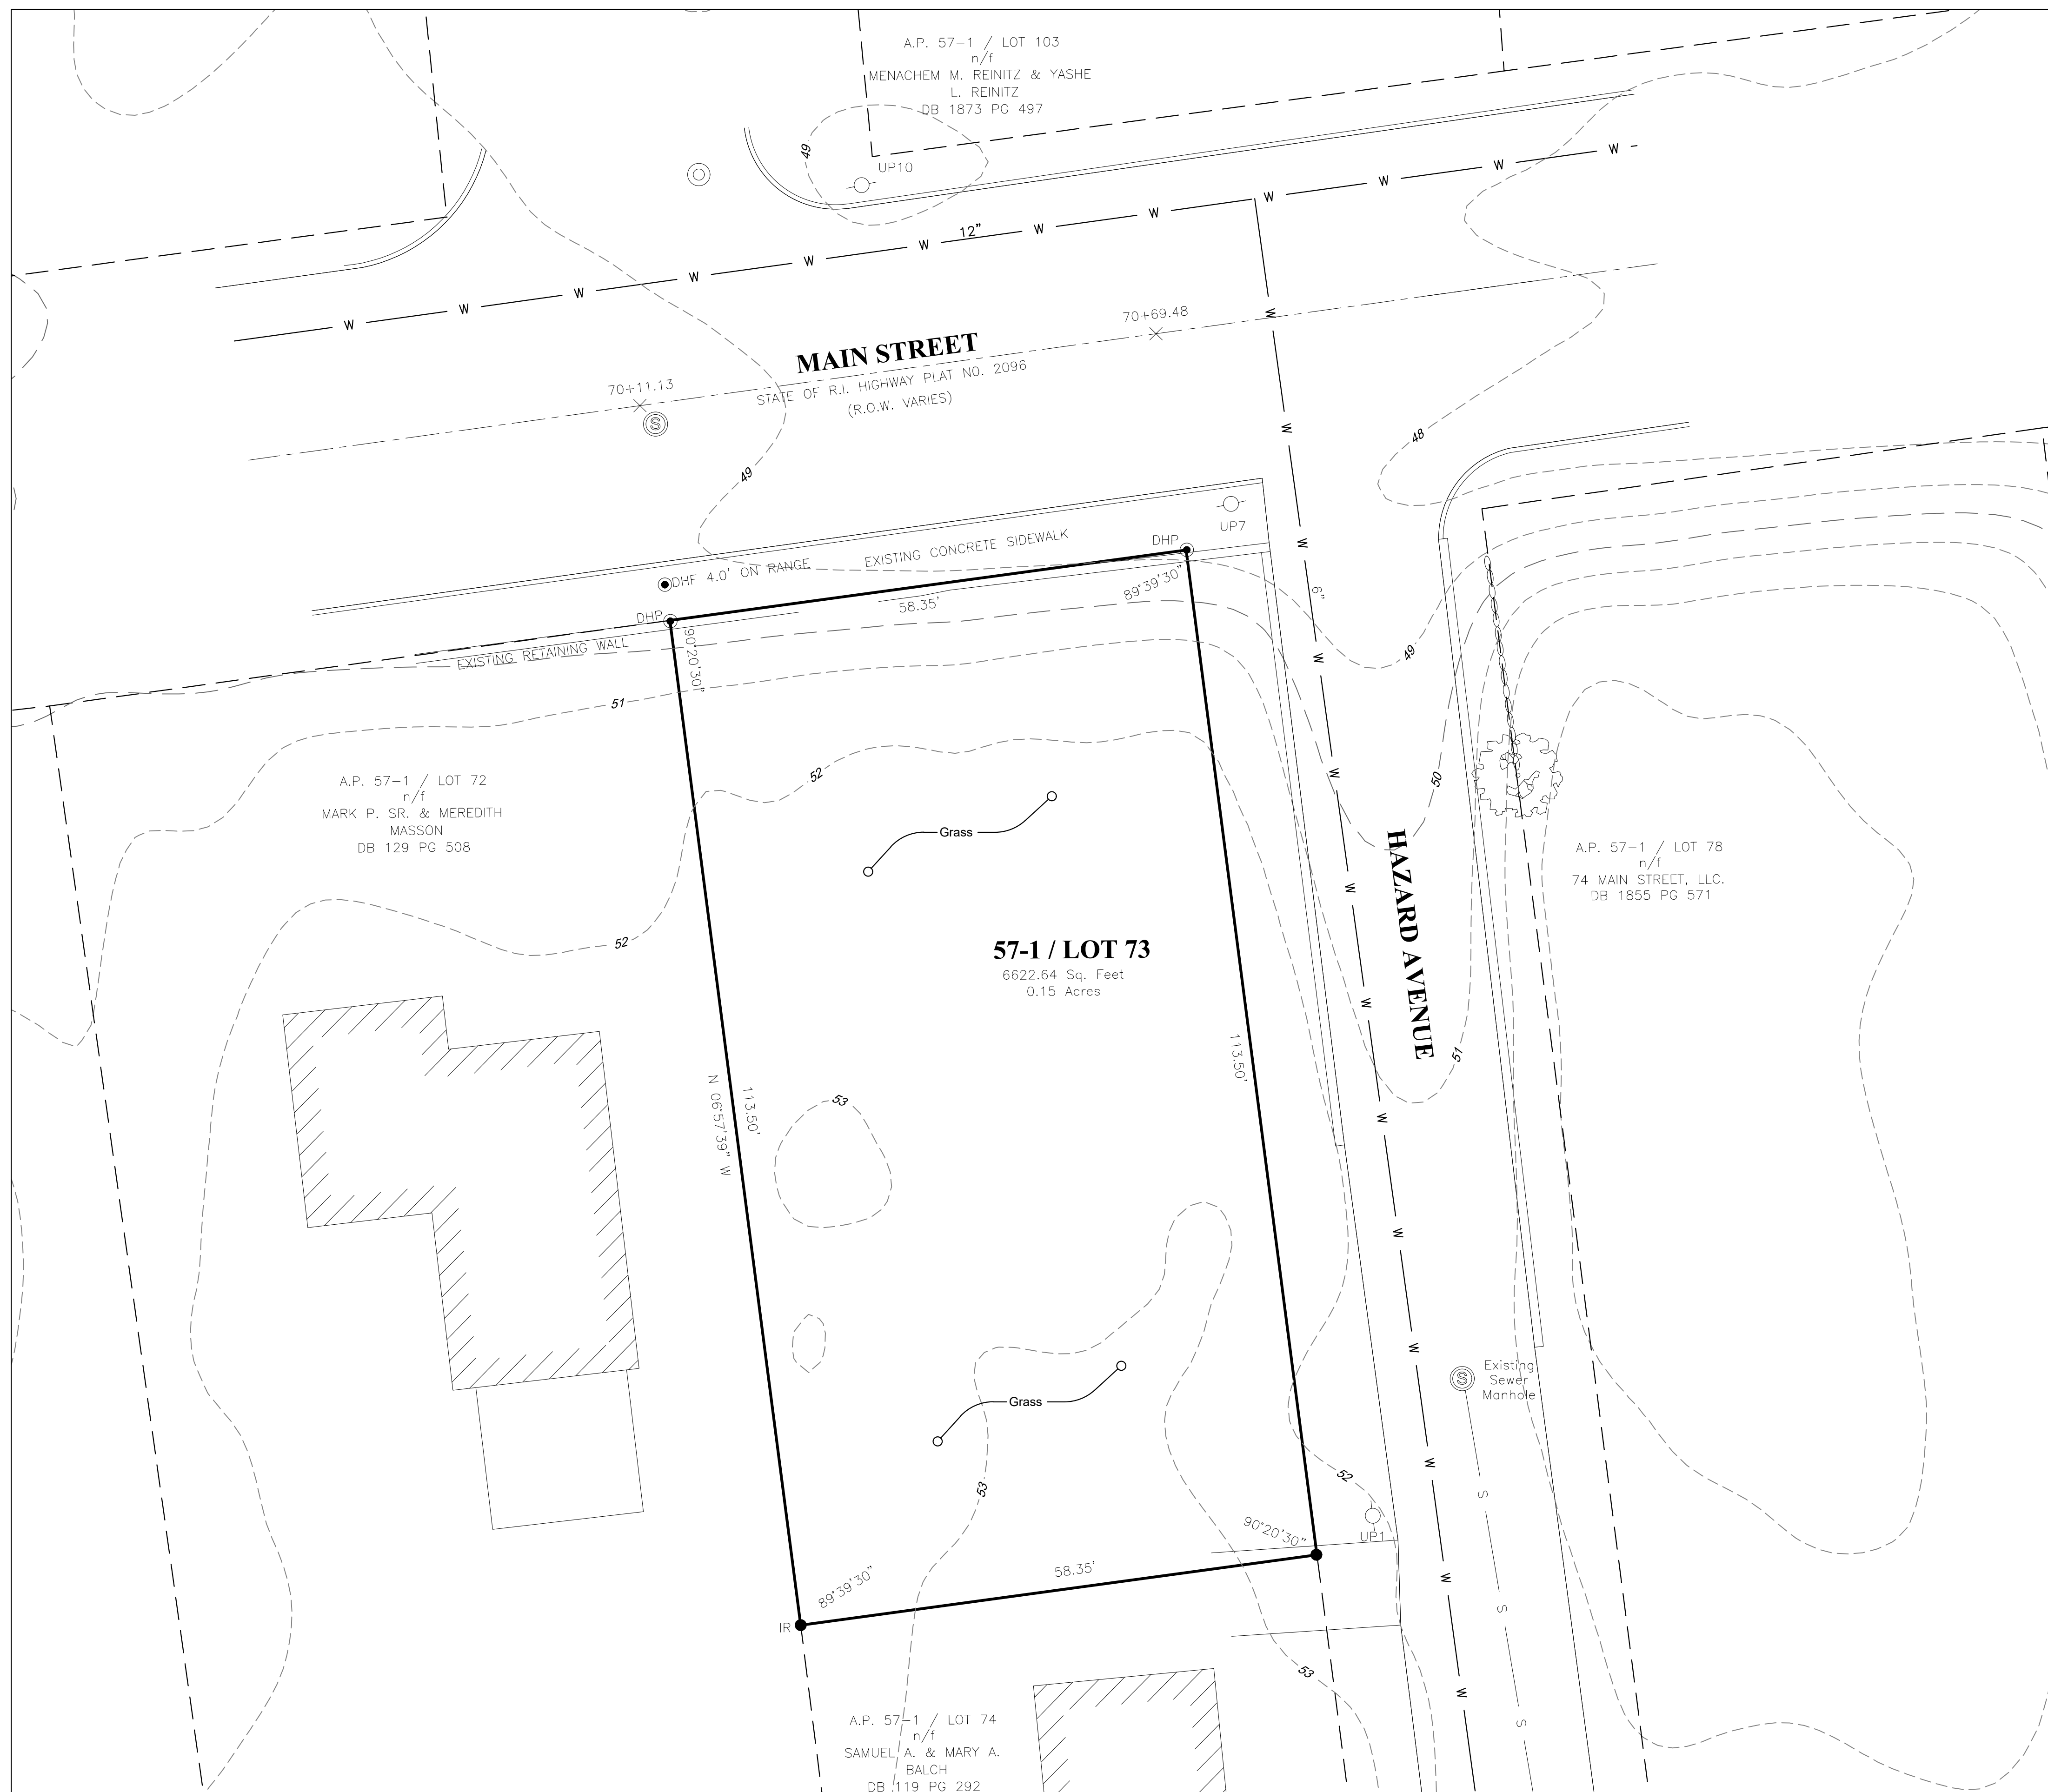 A.P. 57-1 / LOT 103
n/f
MENACHEM M. REINITZ & YASHE
L. REINITZ
DB 1873 PG 497
49
UP10
W W W W W W W W W W W W
12"
70+69.48
MAIN STREET
STATE OF R.I. HIGHWAY PLAT NO. 2096
(R.O.W. VARIES)
70+11.13
S
49
48
UP7
DHP
EXISTING CONCRETE SIDEWALK
DHF 4.0' ON RANGE
DHP
58.35'
89°39'30"
90°20'30"
EXISTING RETAINING WALL
6"
W W W W W W W W W W W W W
49
51
52
50
A.P. 57-1 / LOT 72
n/f
MARK P. SR. & MEREDITH
MASSON
DB 129 PG 508
Grass
HAZARD AVENUE
A.P. 57-1 / LOT 78
n/f
74 MAIN STREET, LLC.
DB 1855 PG 571
52
57-1 / LOT 73
6622.64 Sq. Feet
0.15 Acres
51
113.50'
113.50'
N 06°57'39" W
53
Existing
Sewer
Manhole
S
Grass
53
52
S
S
S
UP1
90°20'30"
58.35'
89°39'30"
IR
53
A.P. 57-1 / LOT 74
n/f
SAMUEL A. & MARY A.
BALCH
DB 119 PG 292